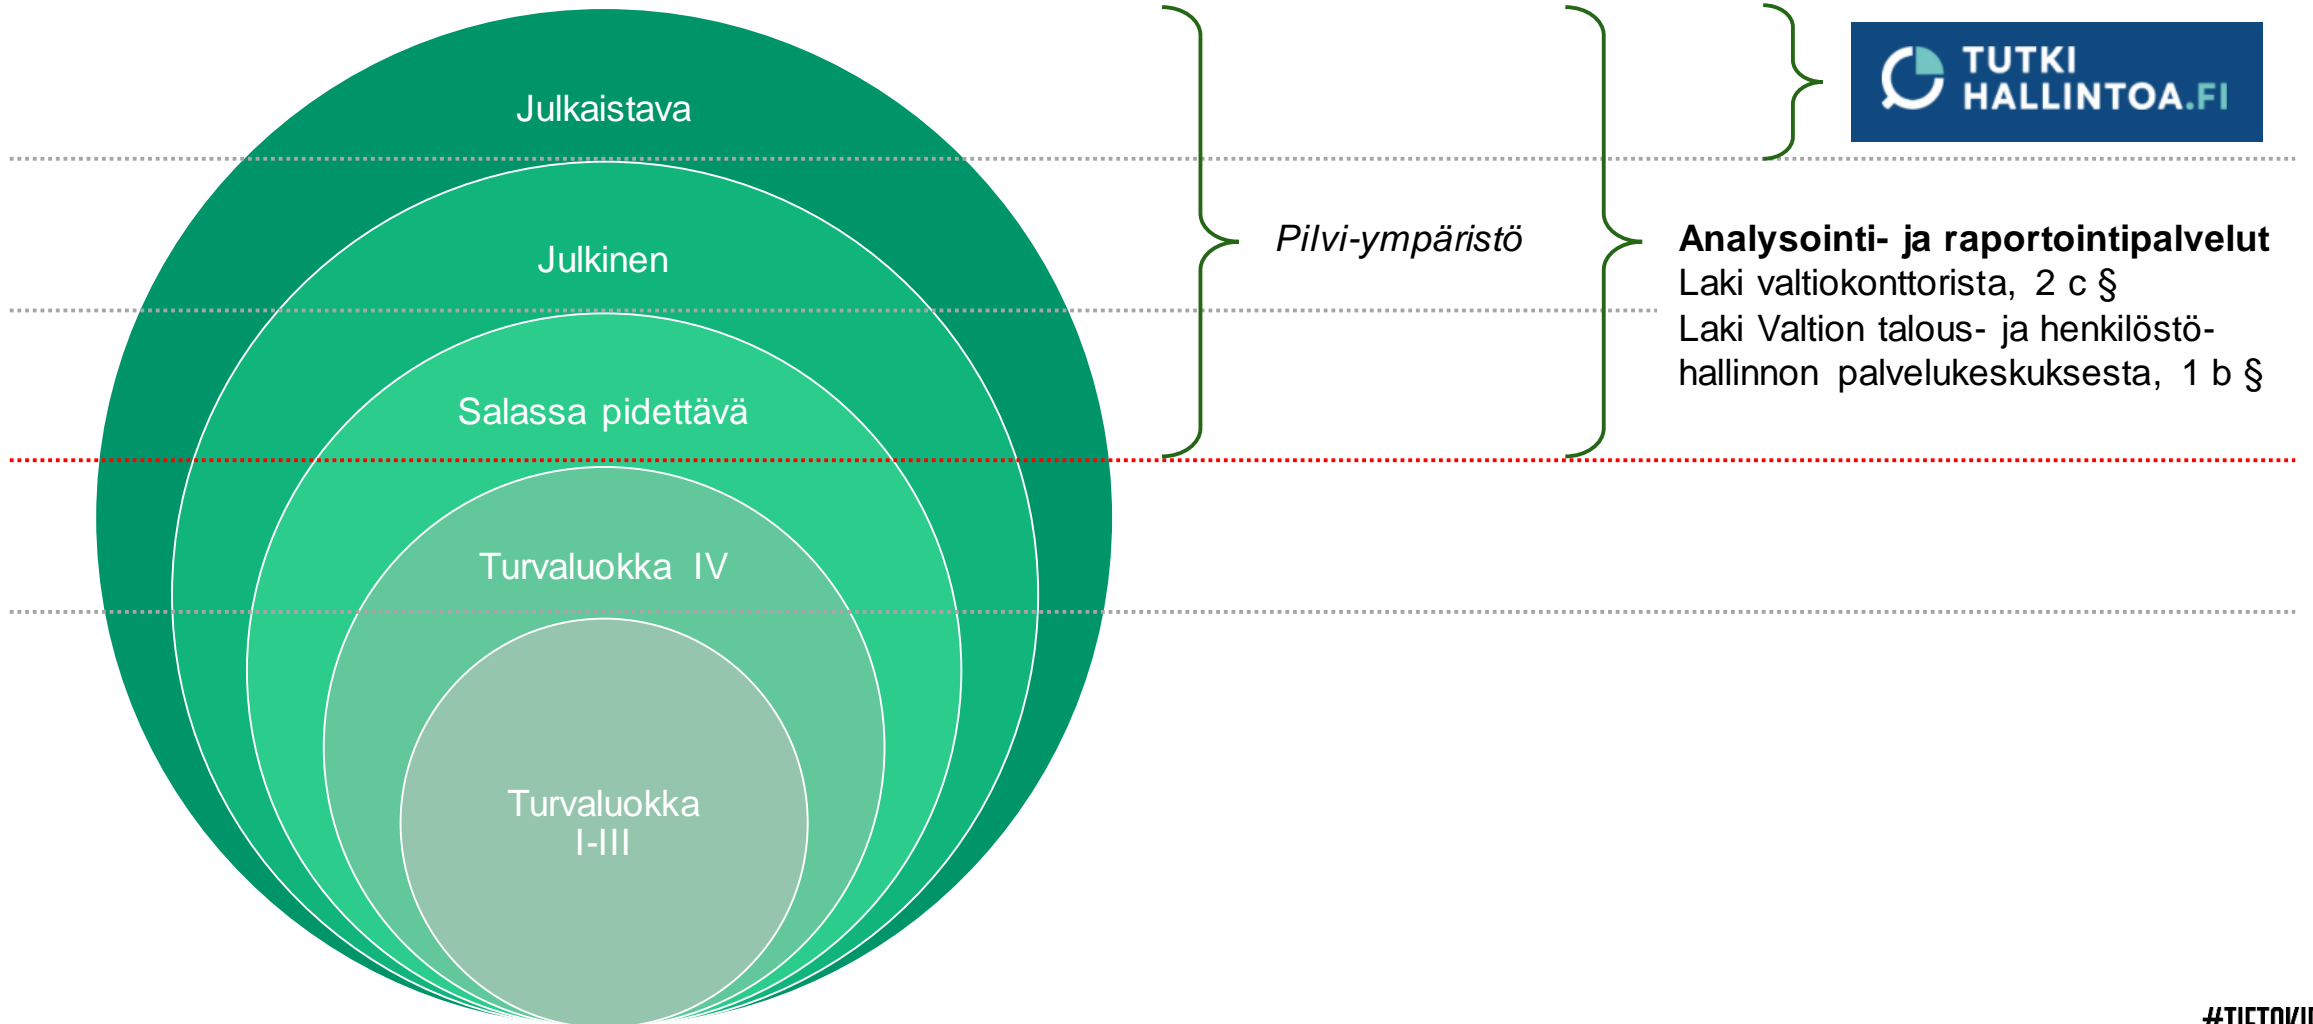 Julkaistava
TUTKI
HALLINTOA.FI
Julkinen
Pilvi-ympäristö
Analysointi- ja raportointipalvelut
Laki valtiokonttorista, 2 c §
Laki Valtion talous- ja henkilöstö-
hallinnon palvelukeskuksesta, 1 b §
Salassa pidettävä
Turvaluokka IV
Turvaluokka
I-III